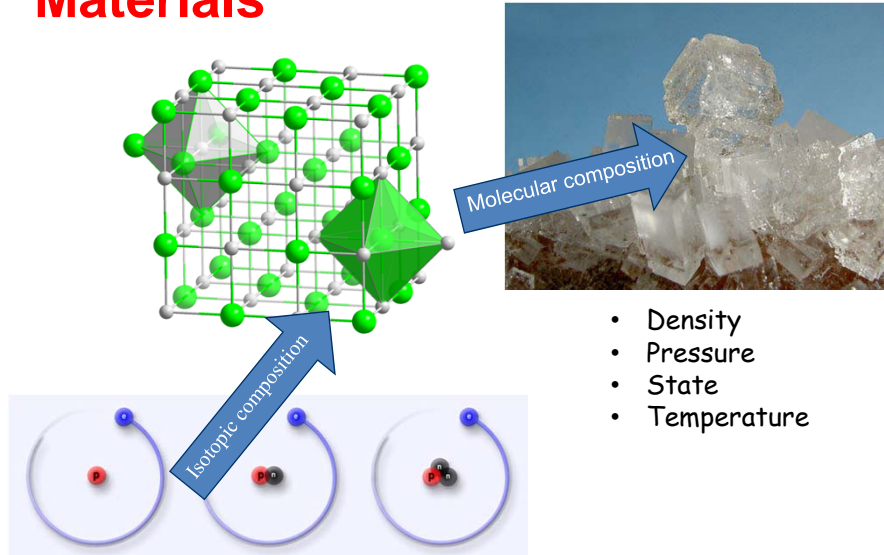 Materials
Molecular composition
• Density
• Pressure
• State
• Temperature
Isotopic composition
p
p n
n
p n